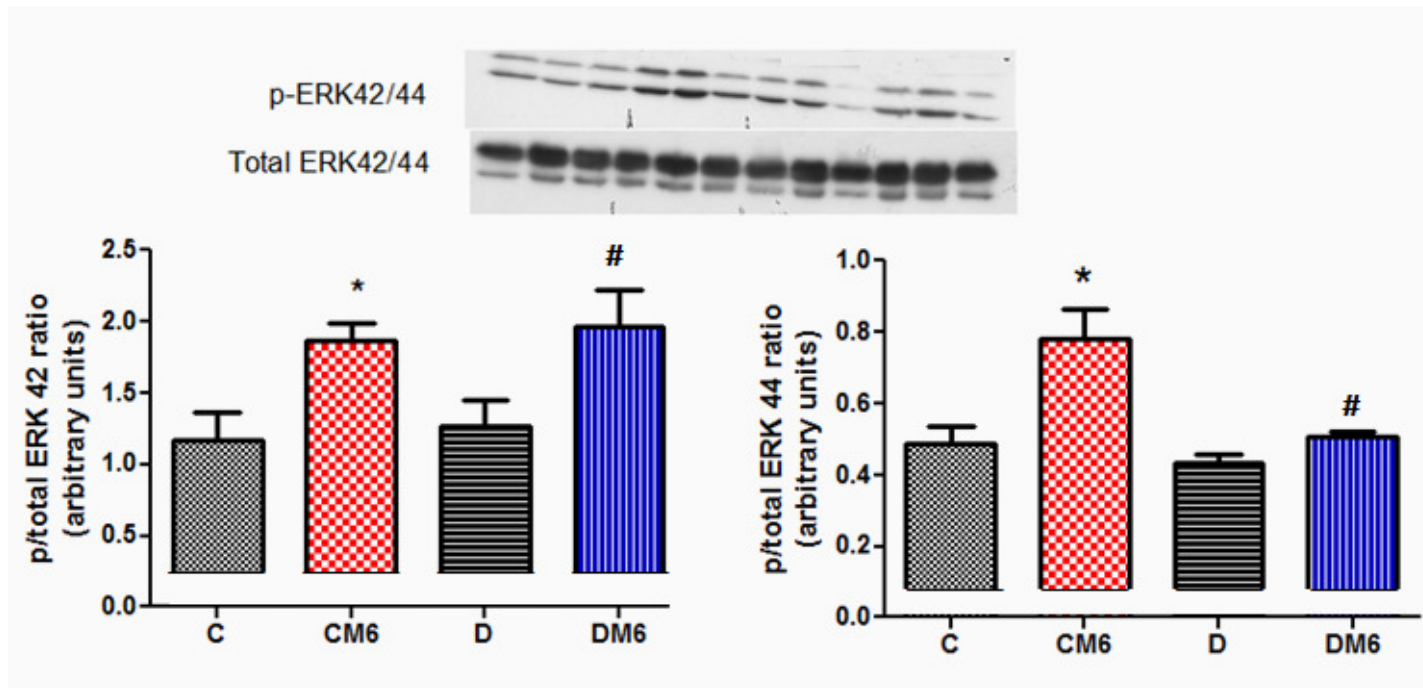 p-ERK42/44
Total ERK42/44
p/total ERK 42 ratio
(arbitrary units)
2.5
2.0
1.5
1.0
0.5
0.0
*
#
C CM6 D DM6
p/total ERK 44 ratio
(arbitrary units)
1.0
0.8
0.6
0.4
0.2
0.0
*
#
C CM6 D DM6